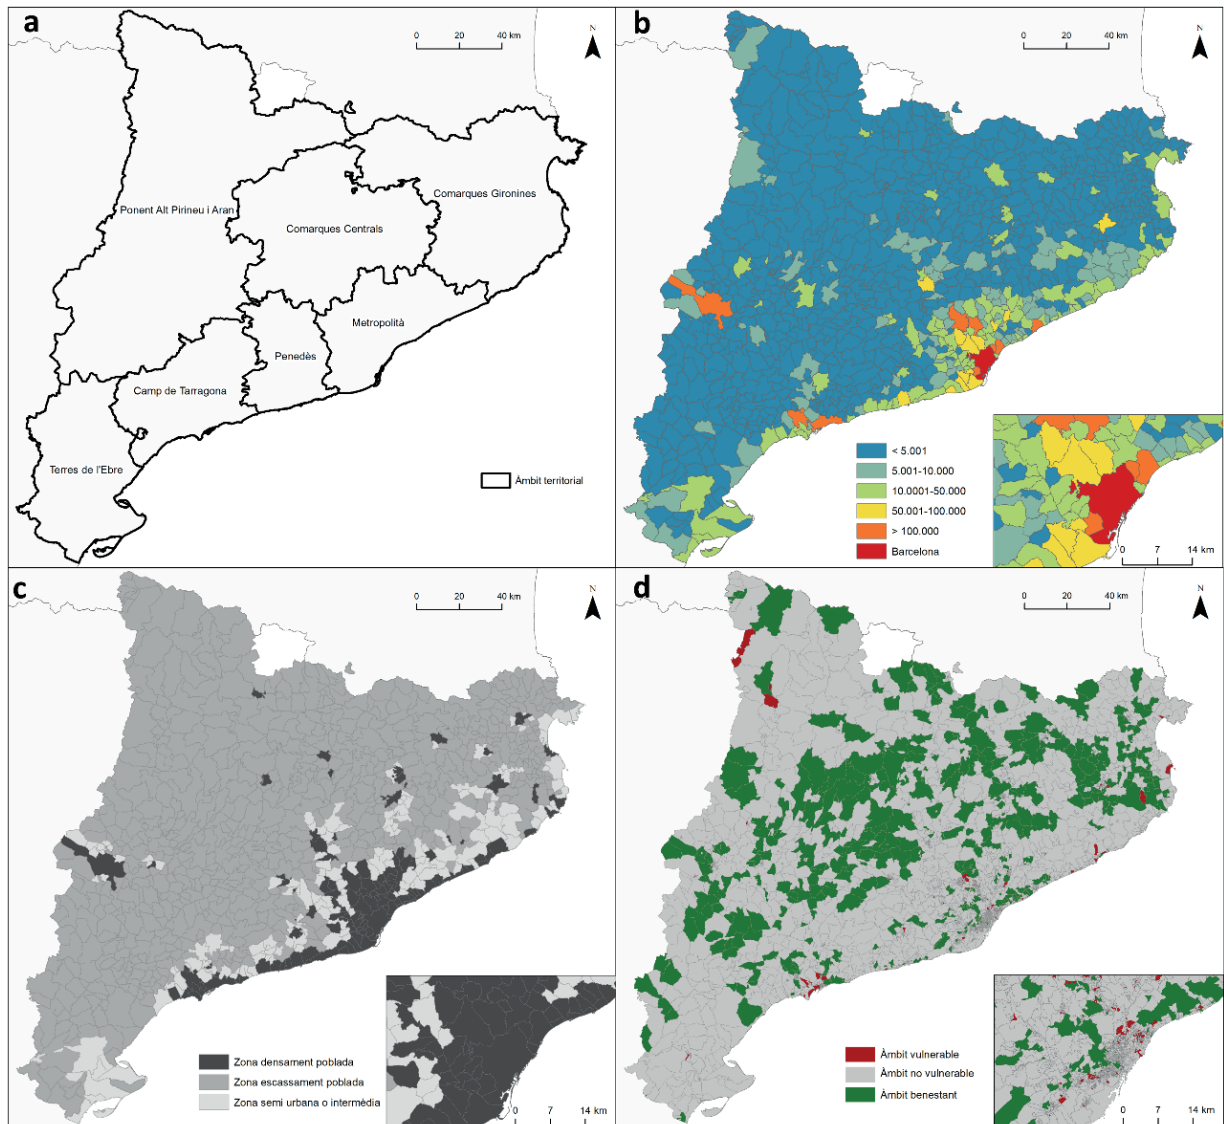 a
N
0 20 40 km
Ponent Alt Pirineu i Aran
Comarques Gironines
Comarques Centrals
Metropolità
Penedès
Camp de Tarragona
Terres de l'Ebre
Àmbit territorial
b
N
0 20 40 km
< 5.001
5.001-10.000
10.0001-50.000
50.001-100.000
> 100.000
Barcelona
0 7 14 km
c
N
0 20 40 km
Zona densament poblada
Zona escassament poblada
Zona semi urbana o intermèdia
0 7 14 km
d
N
0 20 40 km
Àmbit vulnerable
Àmbit no vulnerable
Àmbit benestant
0 7 14 km